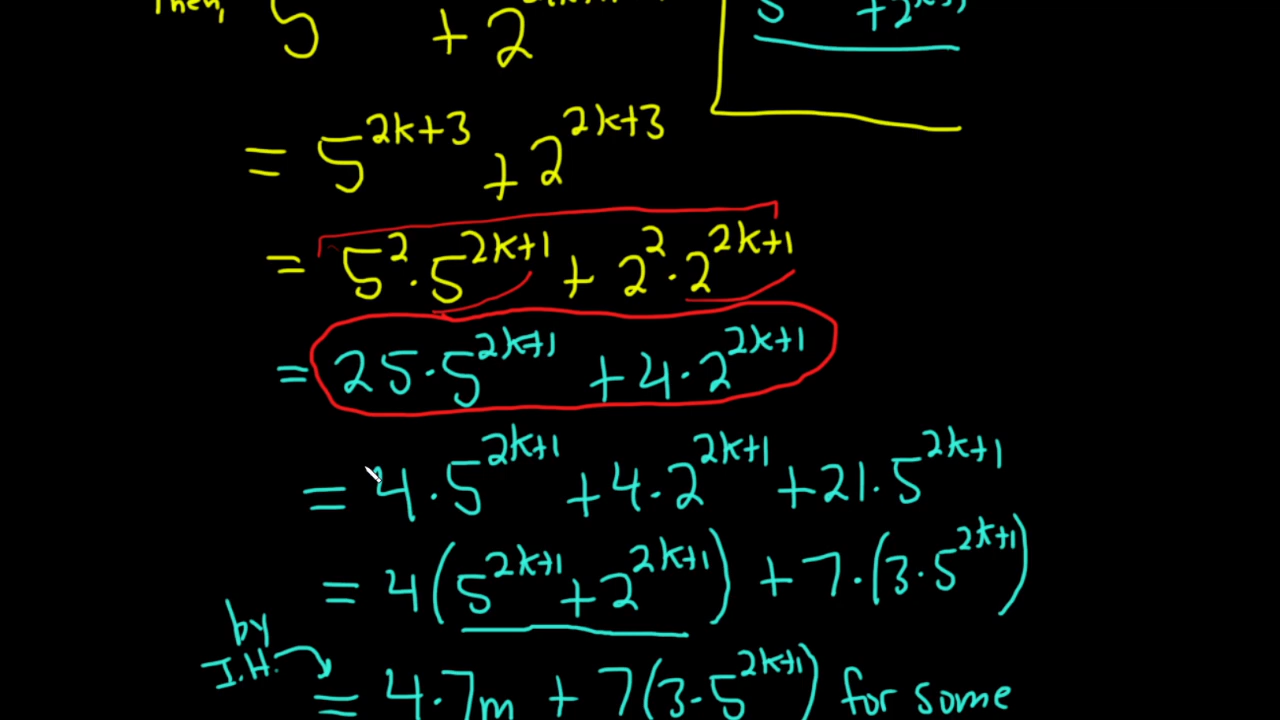 Then, 5 + 2
5 + 2
= 5^{2k+3} + 2^{2k+3}
= 5^2 · 5^{2k+1} + 2^2 · 2^{2k+1}
= 25 · 5^{2k+1} + 4 · 2^{2k+1}
= 4 · 5^{2k+1} + 4 · 2^{2k+1} + 21 · 5^{2k+1}
= 4(5^{2k+1} + 2^{2k+1}) + 7 · (3 · 5^{2k+1})
by
I.H.
= 4 · 7m + 7(3 · 5^{2k+1}) for some